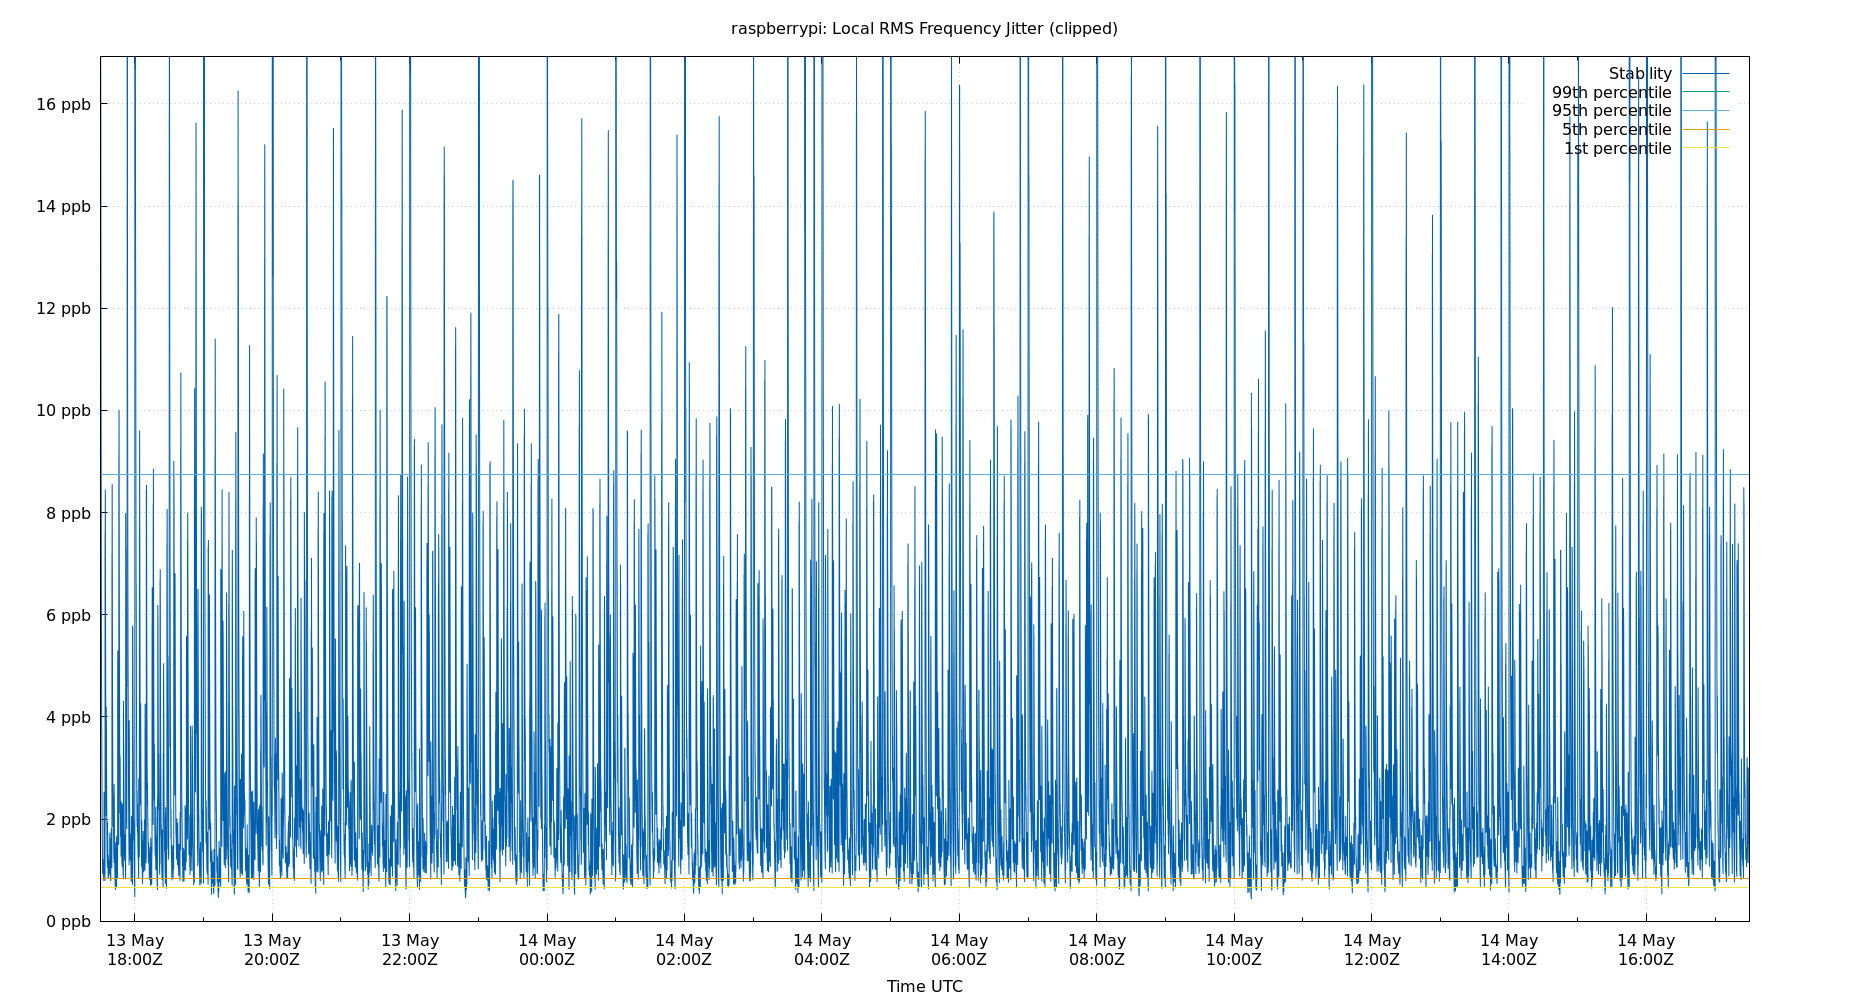 raspberrypi: Local RMS Frequency Jitter (clipped)
Stability
99th percentile
95th percentile
5th percentile
1st percentile
16 ppb
14 ppb
12 ppb
10 ppb
8 ppb
6 ppb
4 ppb
2 ppb
0 ppb
13 May 13 May 13 May 14 May 14 May 14 May 14 May 14 May 14 May 14 May 14 May 14 May
18:00Z 20:00Z 22:00Z 00:00Z 02:00Z 04:00Z 06:00Z 08:00Z 10:00Z 12:00Z 14:00Z 16:00Z
Time UTC